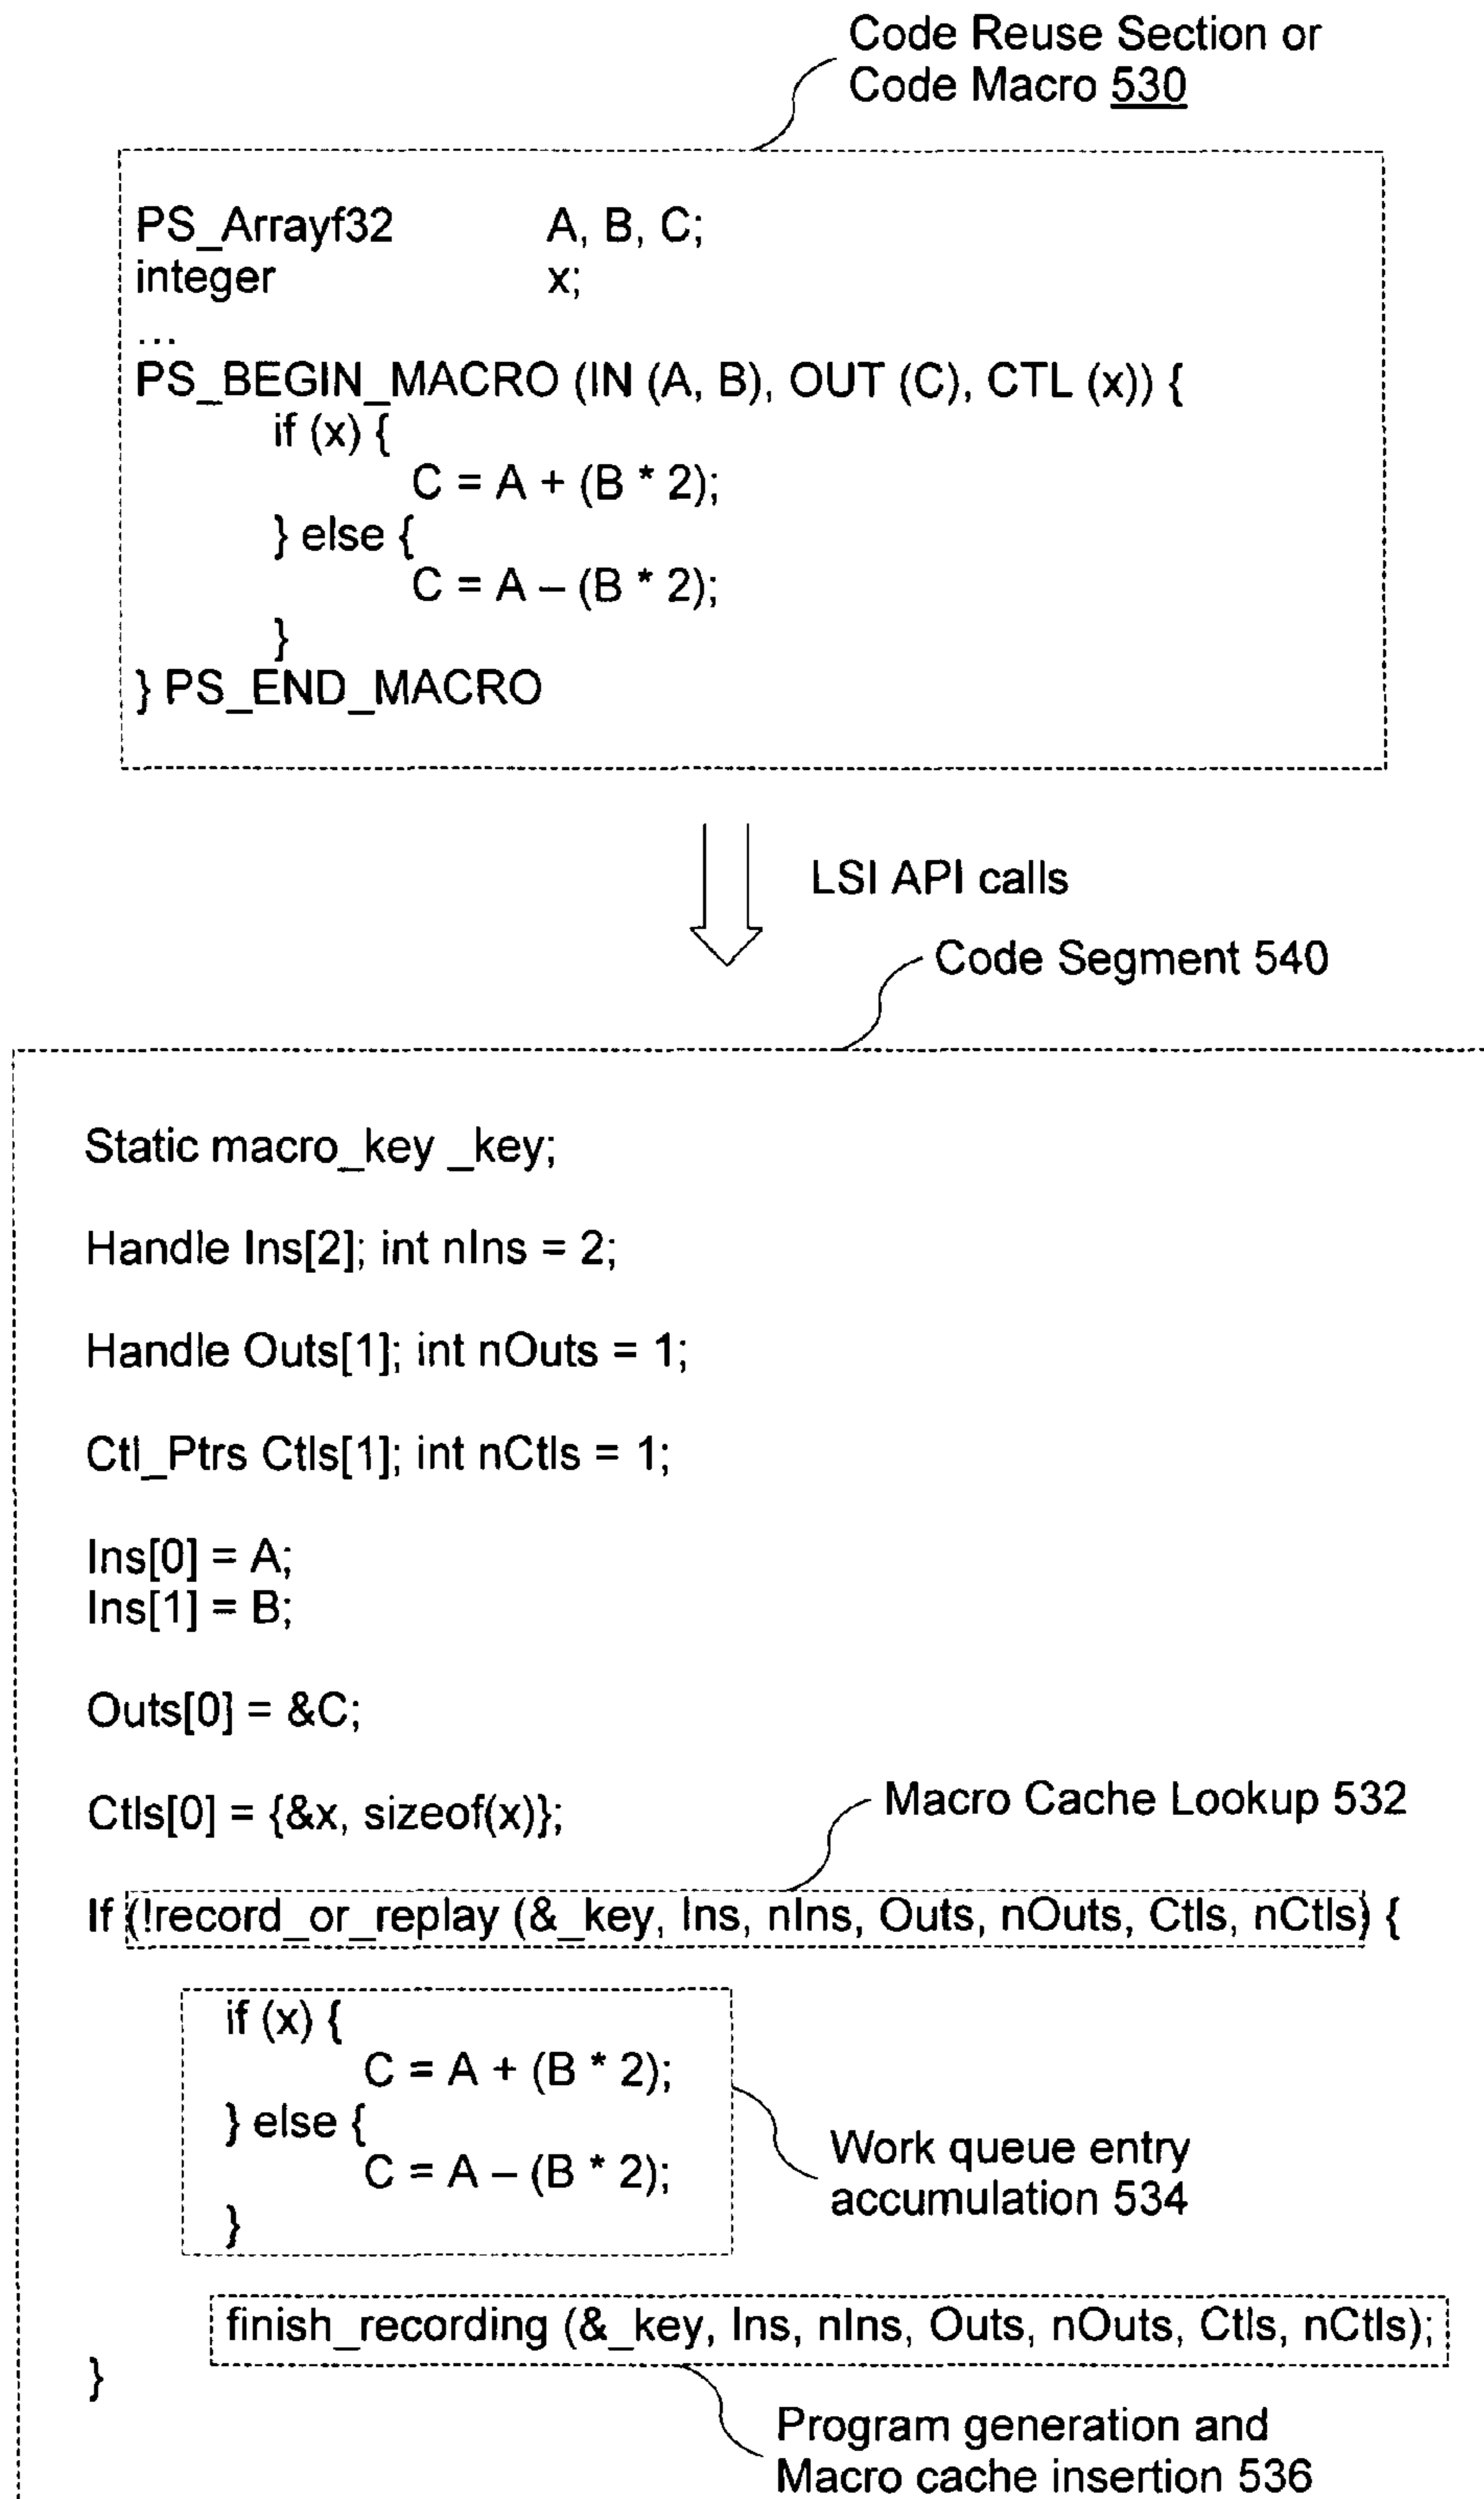 Code Reuse Section or
Code Macro 530
PS_Arrayf32 A, B, C;
integer x;
...
PS_BEGIN_MACRO (IN (A, B), OUT (C), CTL (x)) {
if (x) {
C = A + (B * 2);
} else {
C = A – (B * 2);
}
} PS_END_MACRO
LSI API calls
Code Segment 540
Static macro_key _key;
Handle Ins[2]; int nIns = 2;
Handle Outs[1]; int nOuts = 1;
Ctl_Ptrs Ctls[1]; int nCtls = 1;
Ins[0] = A;
Ins[1] = B;
Outs[0] = &C;
Ctls[0] = {&x, sizeof(x)};
Macro Cache Lookup 532
If (!record_or_replay (&_key, Ins, nIns, Outs, nOuts, Ctls, nCtls) {
if (x) {
C = A + (B * 2);
} else {
C = A – (B * 2);
}
Work queue entry
accumulation 534
finish_recording (&_key, Ins, nIns, Outs, nOuts, Ctls, nCtls);
}
Program generation and
Macro cache insertion 536